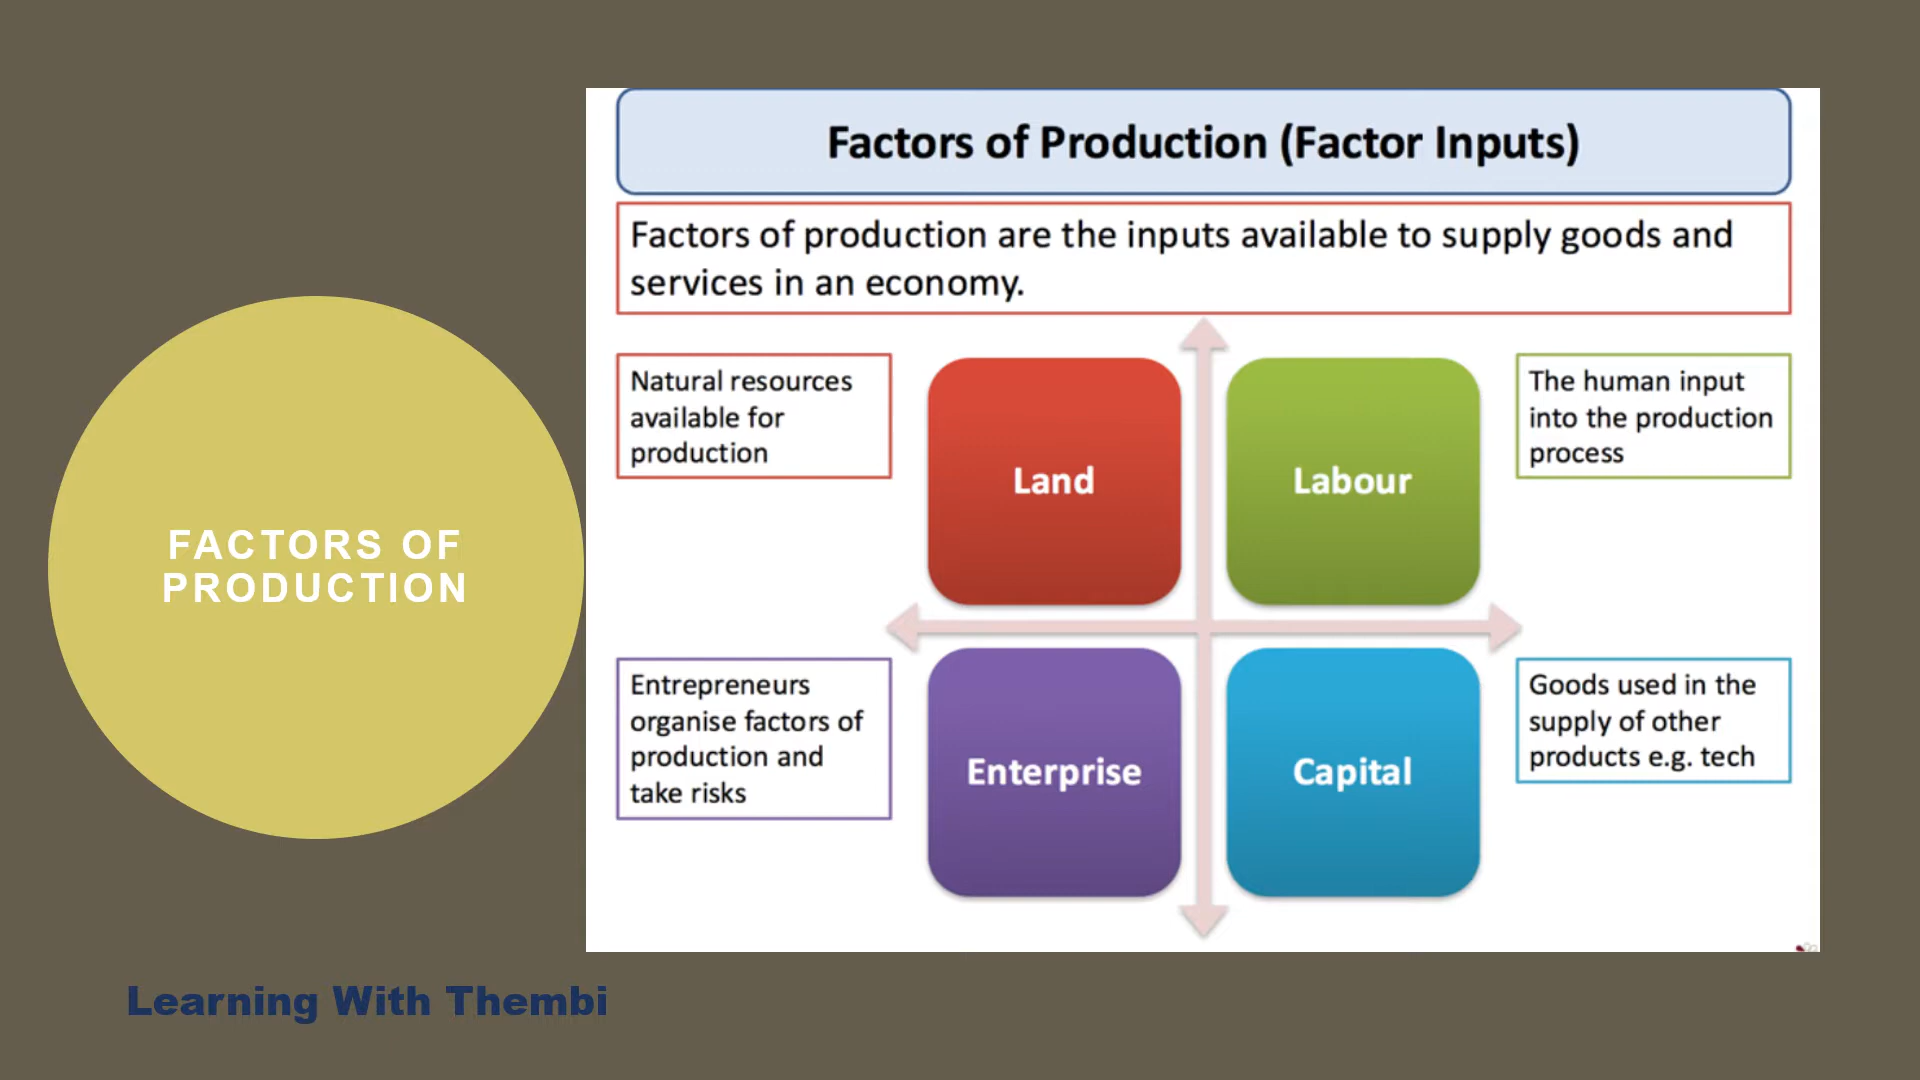 FACTORS OF
PRODUCTION
Factors of Production (Factor Inputs)
Factors of production are the inputs available to supply goods and
services in an economy.
Natural resources
available for
production
Land
Labour
The human input
into the production
process
Entrepreneurs
organise factors of
production and
take risks
Enterprise
Capital
Goods used in the
supply of other
products e.g. tech
Learning With Thembi